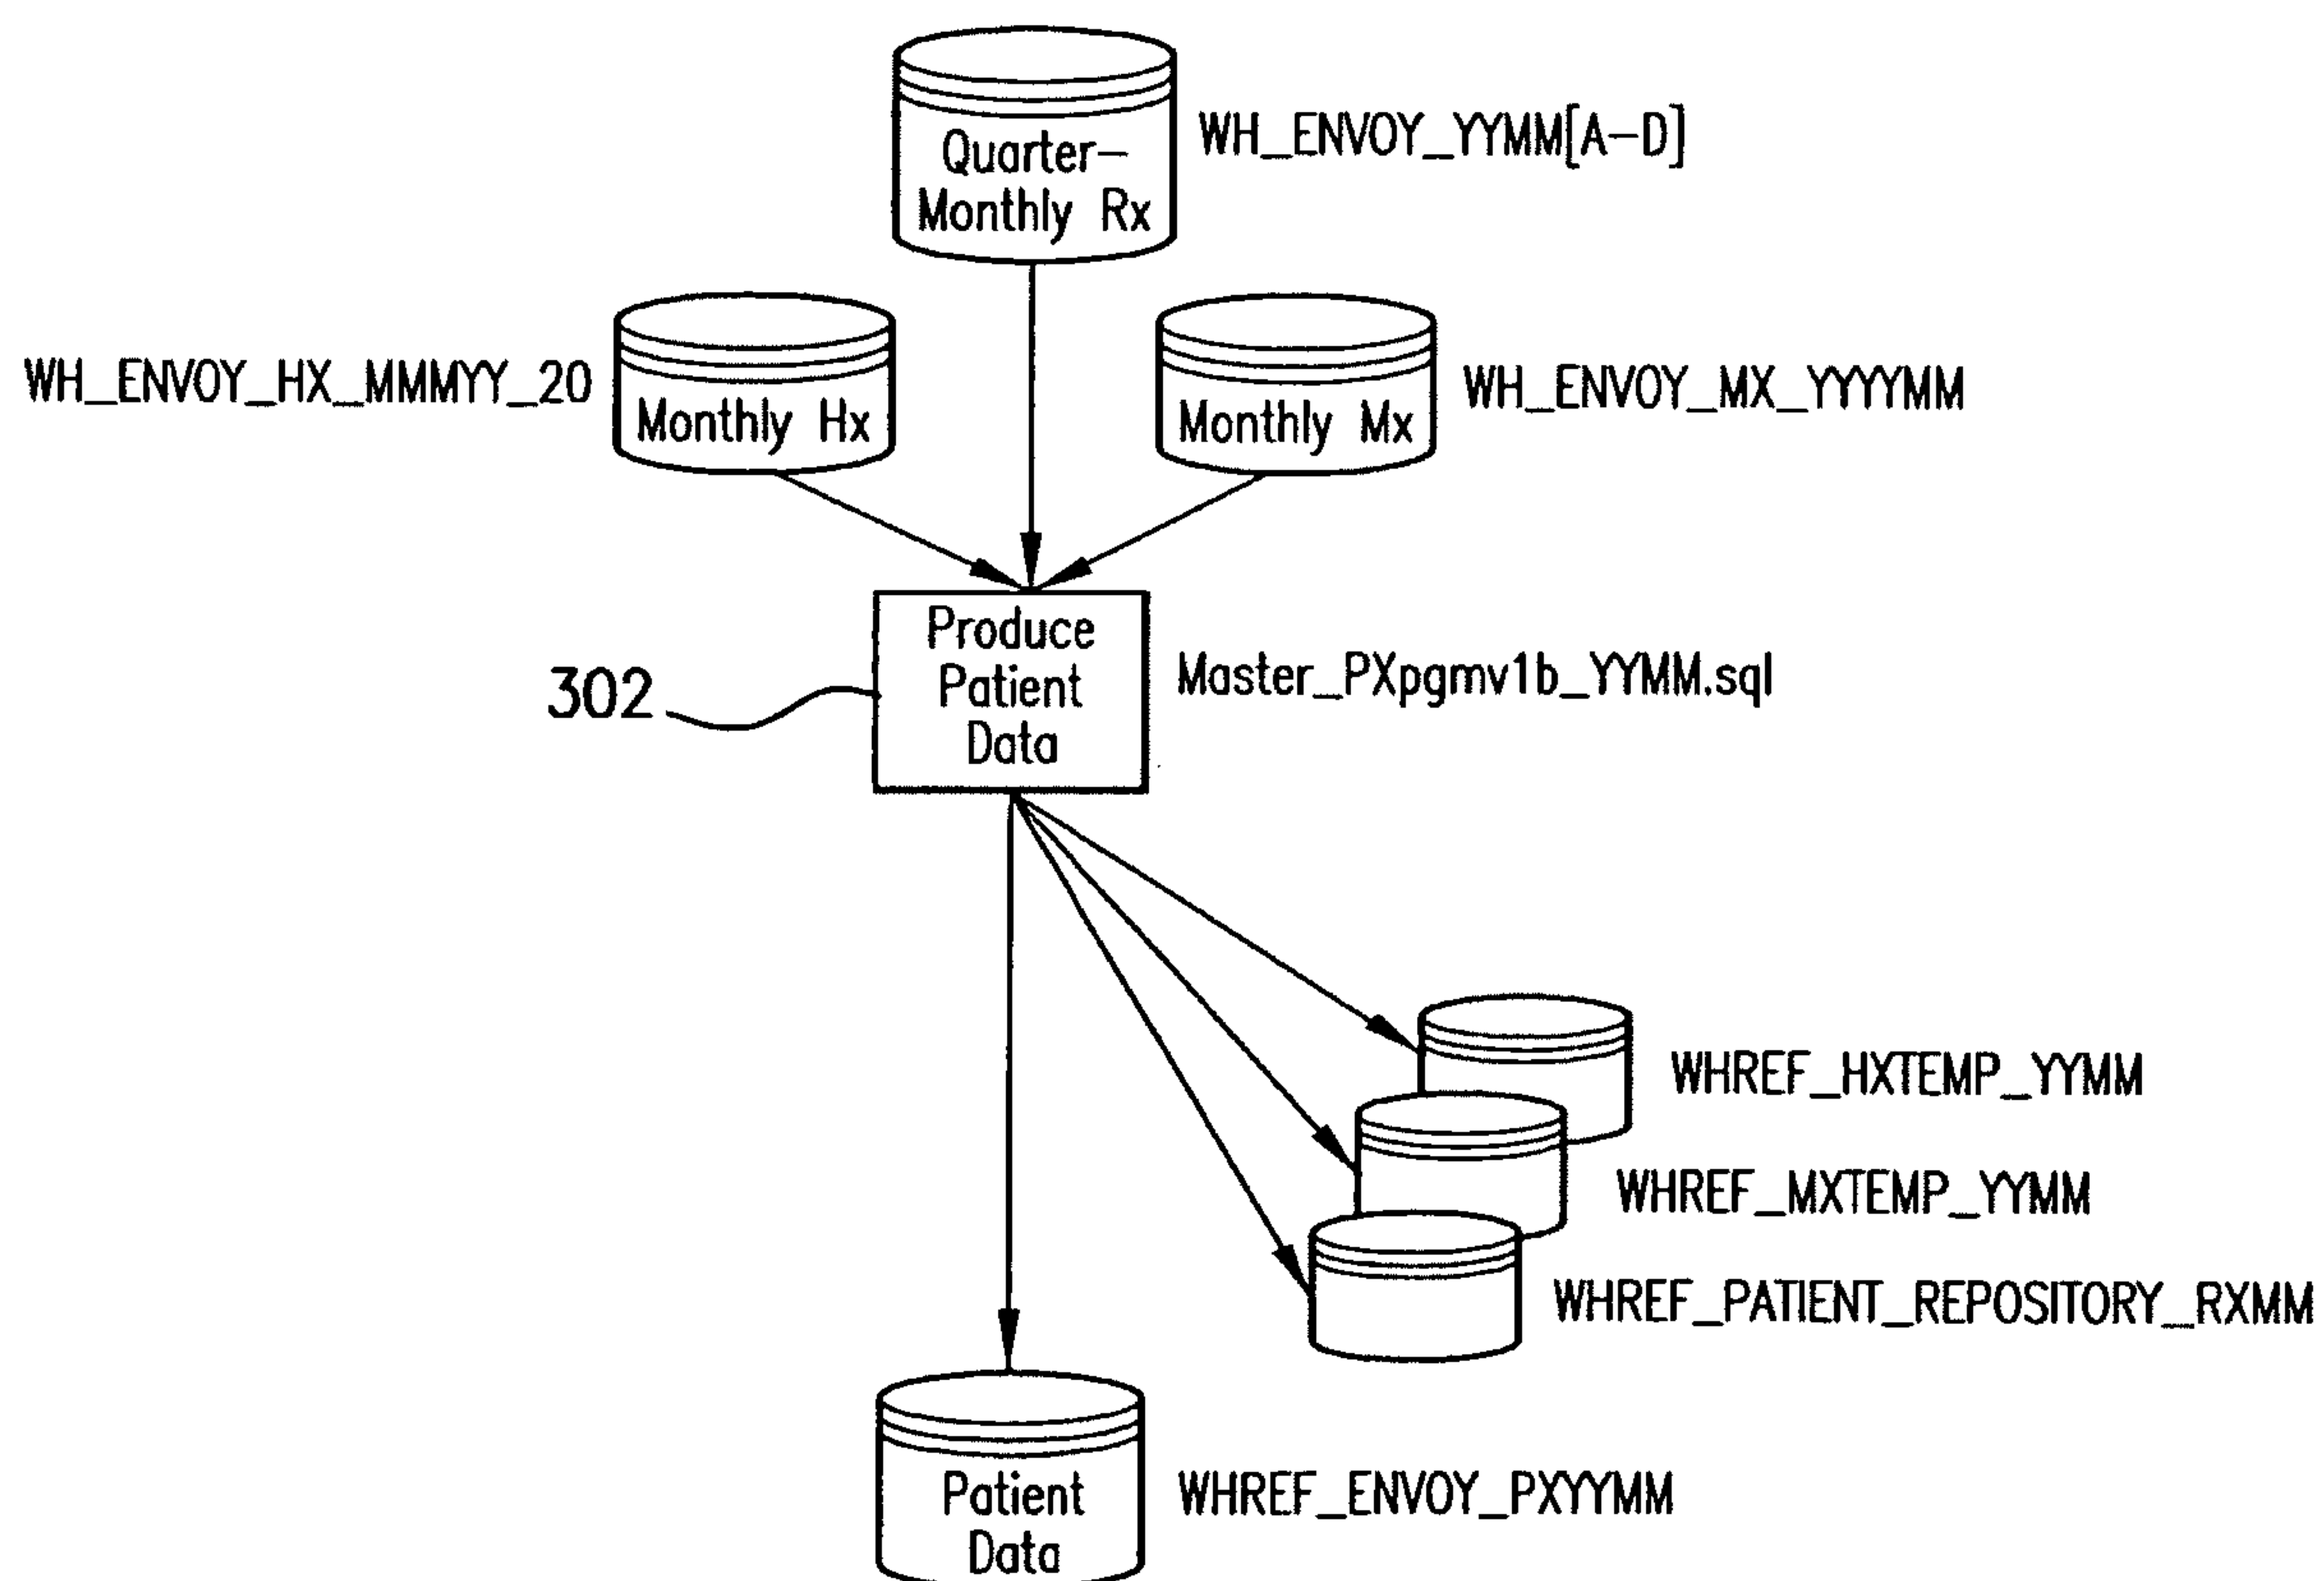 Quarter-
Monthly Rx
WH_ENVOY_YYMM[A-D]
WH_ENVOY_HX_MMMYY_20
Monthly Hx
Monthly Mx
WH_ENVOY_MX_YYYYMM
Produce
Patient
Data
302
Master_PXpgmv1b_YYMM.sql
WHREF_HXTEMP_YYMM
WHREF_MXTEMP_YYMM
WHREF_PATIENT_REPOSITORY_RXMM
Patient
Data
WHREF_ENVOY_PXYYMM